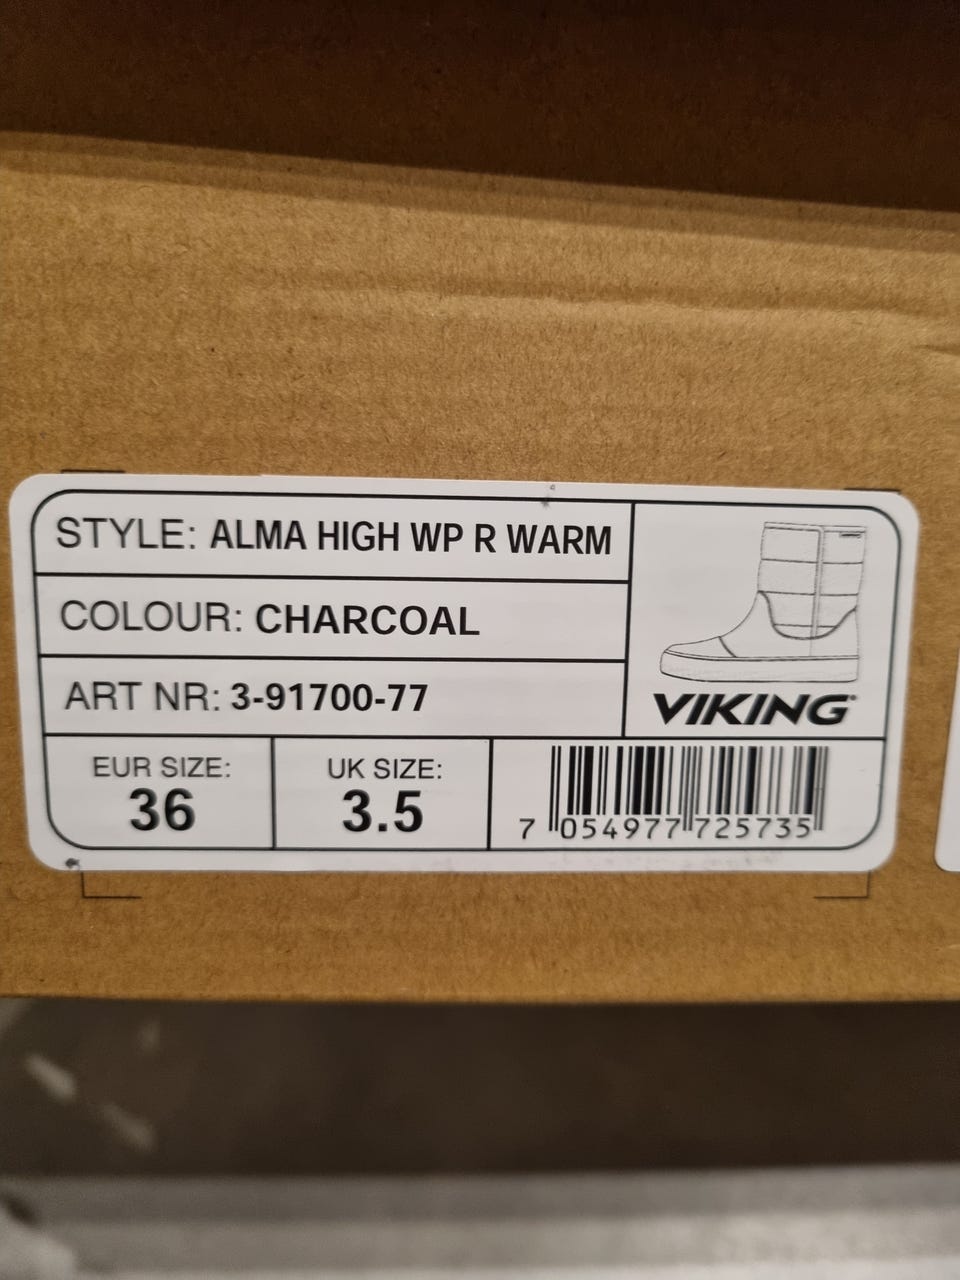 STYLE: ALMA HIGH WP R WARM
COLOUR: CHARCOAL
ART NR: 3-91700-77
VIKING
EUR SIZE:
36
UK SIZE:
3.5
7 054977 725735